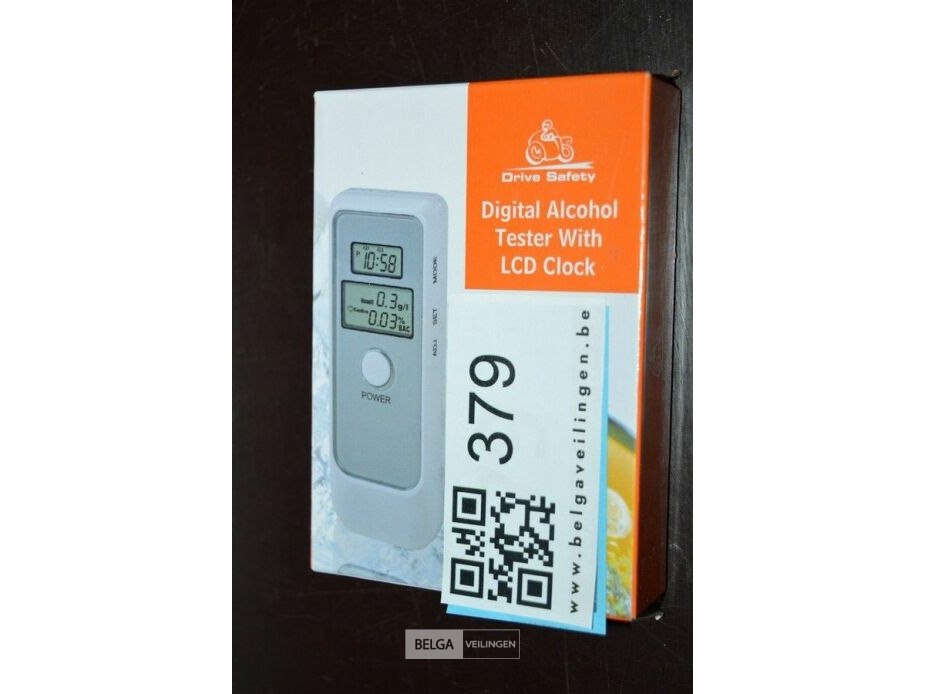 Drive Safety
Digital Alcohol
Tester With
LCD Clock
P 10:58
MODE
0.3g/l
0.03%
BAC
SET
ADJ
POWER
379
www.belgaveilingen.be
BELGA VEILINGEN